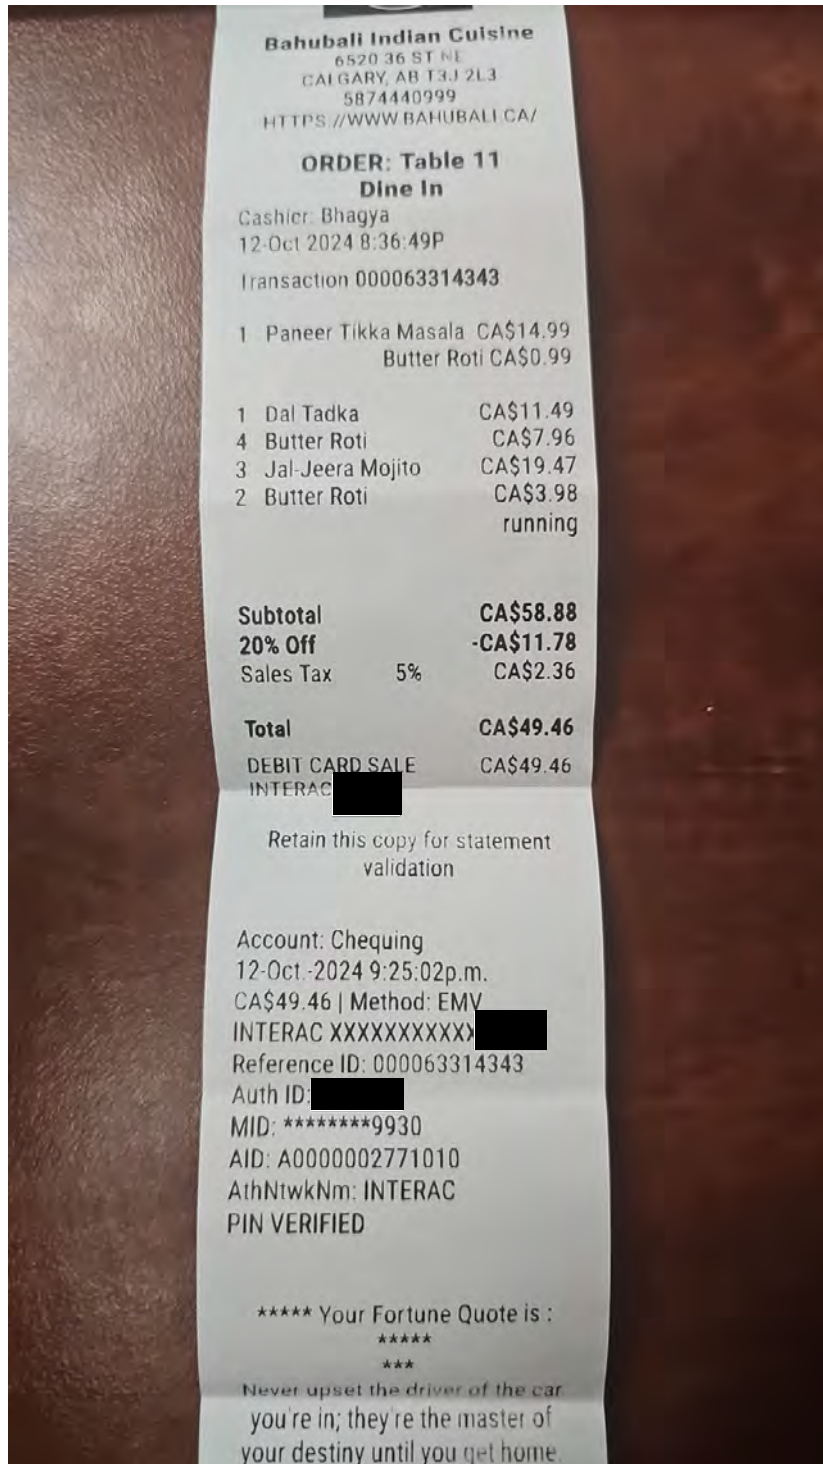 Bahubali Indian Cuisine
6520 36 ST NE
CALGARY, AB T3J 2L3
5874440999
HTTPS://WWW.BAHUBALI.CA/
ORDER: Table 11
Dine In
Cashier: Bhagya
12-Oct 2024 8:36:49P
Transaction 000063314343
1 Paneer Tikka Masala CA$14.99
Butter Roti CA$0.99
1 Dal Tadka CA$11.49
4 Butter Roti CA$7.96
3 Jal-Jeera Mojito CA$19.47
2 Butter Roti CA$3.98
running
Subtotal CA$58.88
20% Off -CA$11.78
Sales Tax 5% CA$2.36
Total CA$49.46
DEBIT CARD SALE CA$49.46
INTERAC
Retain this copy for statement
validation
Account: Chequing
12-Oct.-2024 9:25:02p.m.
CA$49.46 | Method: EMV
INTERAC XXXXXXXXXXXX
Reference ID: 000063314343
Auth ID:
MID: ********9930
AID: A0000002771010
AthNtwkNm: INTERAC
PIN VERIFIED
***** Your Fortune Quote is :
*****
***
Never upset the driver of the car
you're in; they're the master of
your destiny until you get home.